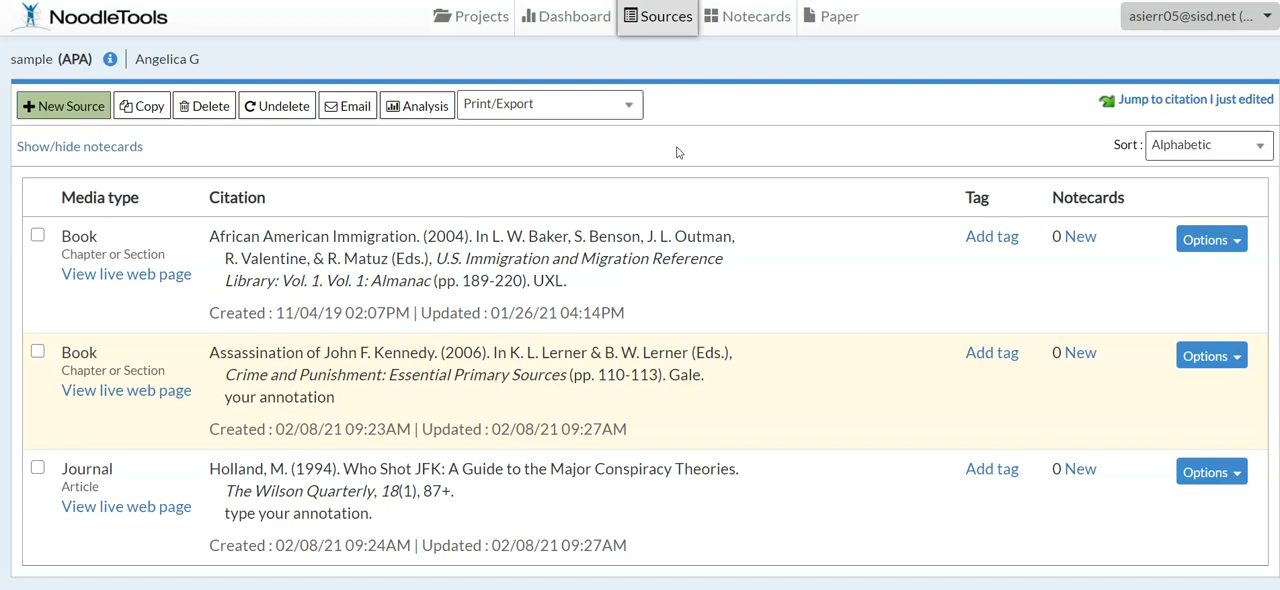 NoodleTools
Projects
Dashboard
Sources
Notecards
Paper
asierr05@sisd.net (...
sample (APA)
Angelica G
New Source
Copy
Delete
Undelete
Email
Analysis
Print/Export
Jump to citation I just edited
Show/hide notecards
Sort :
Alphabetic
Media type
Citation
Tag
Notecards
Book
Chapter or Section
View live web page
African American Immigration. (2004). In L. W. Baker, S. Benson, J. L. Outman,
R. Valentine, & R. Matuz (Eds.), U.S. Immigration and Migration Reference
Library: Vol. 1. Vol. 1: Almanac (pp. 189-220). UXL.
Created : 11/04/19 02:07PM | Updated : 01/26/21 04:14PM
Add tag
0 New
Options
Book
Chapter or Section
View live web page
Assassination of John F. Kennedy. (2006). In K. L. Lerner & B. W. Lerner (Eds.),
Crime and Punishment: Essential Primary Sources (pp. 110-113). Gale.
your annotation
Created : 02/08/21 09:23AM | Updated : 02/08/21 09:27AM
Add tag
0 New
Options
Journal
Article
View live web page
Holland, M. (1994). Who Shot JFK: A Guide to the Major Conspiracy Theories.
The Wilson Quarterly, 18(1), 87+.
type your annotation.
Created : 02/08/21 09:24AM | Updated : 02/08/21 09:27AM
Add tag
0 New
Options